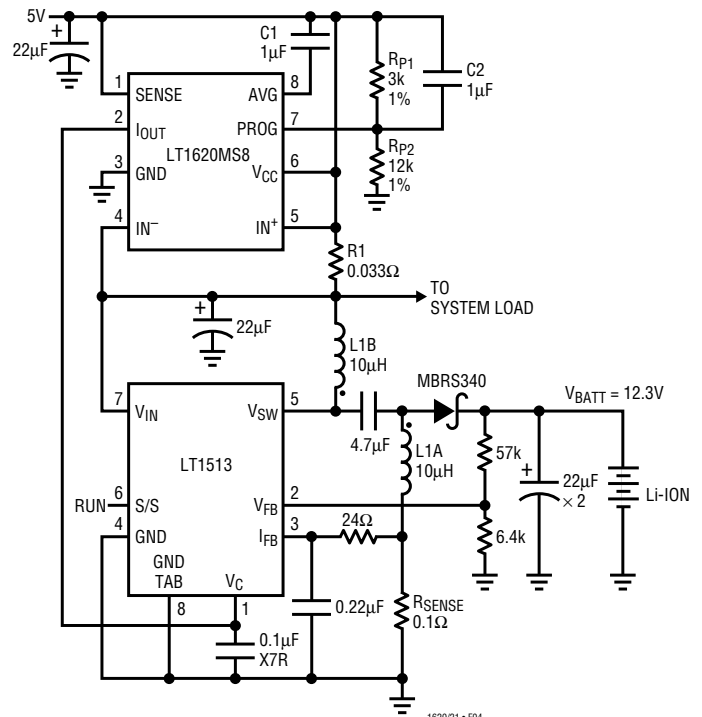 5V
+
22µF
C1
1µF
RP1
3k
1%
C2
1µF
1
SENSE
AVG
8
2
IOUT
PROG
7
LT1620MS8
RP2
12k
1%
3
GND
VCC
6
4
IN−
IN+
5
R1
0.033Ω
TO
SYSTEM LOAD
+
22µF
L1B
10µH
MBRS340
VBATT = 12.3V
7
VIN
VSW
5
4.7µF
L1A
10µH
57k
LT1513
+
22µF
× 2
Li-ION
RUN
6
S/S
VFB
2
4
GND
IFB
3
24Ω
6.4k
GND
TAB
VC
8
1
0.22µF
RSENSE
0.1Ω
0.1µF
X7R
1620/21 • F04